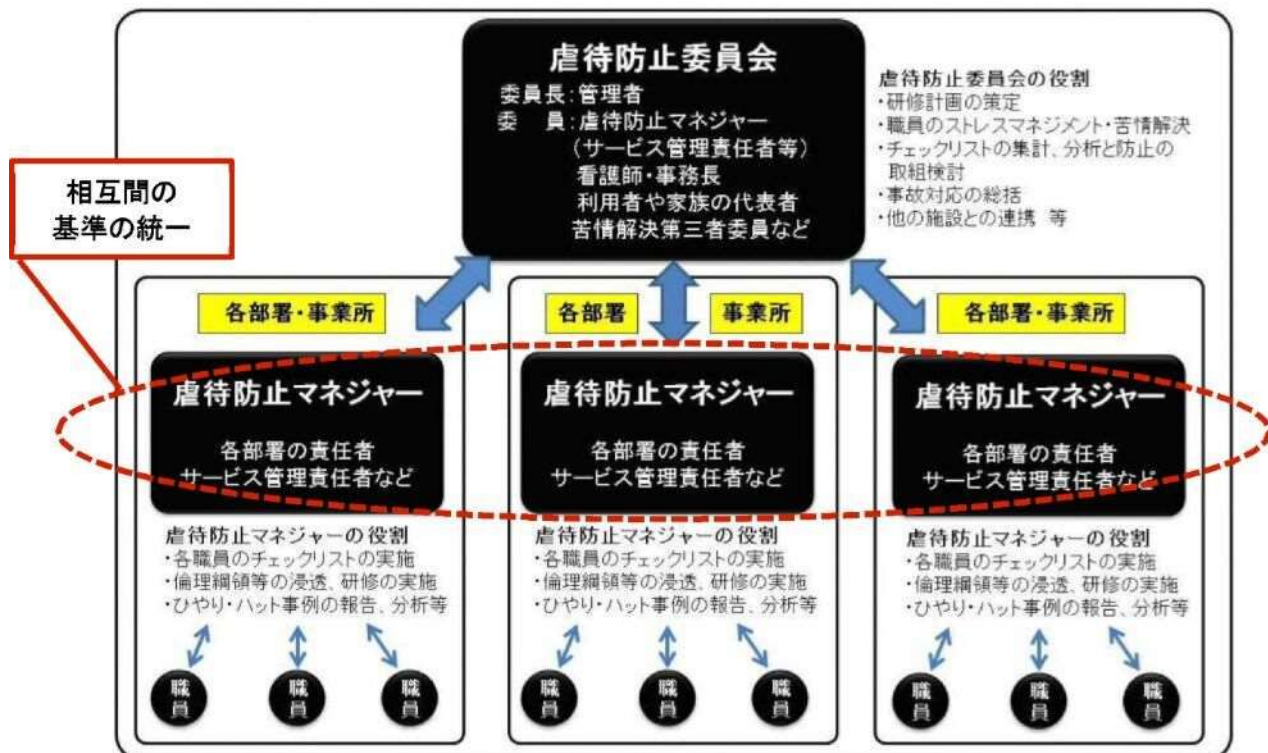 虐待防止委員会
委員長:管理者
委　員:虐待防止マネジャー
(サービス管理責任者等)
看護師・事務長
利用者や家族の代表者
苦情解決第三者委員など
虐待防止委員会の役割
・研修計画の策定
・職員のストレスマネジメント・苦情解決
・チェックリストの集計、分析と防止の
取組検討
・事故対応の総括
・他の施設との連携 等
相互間の
基準の統一
各部署・事業所
虐待防止マネジャー
各部署の責任者
サービス管理責任者など
虐待防止マネジャーの役割
・各職員のチェックリストの実施
・倫理綱領等の浸透、研修の実施
・ひやり・ハット事例の報告、分析等
職員
職員
職員
各部署　事業所
虐待防止マネジャー
各部署の責任者
サービス管理責任者など
虐待防止マネジャーの役割
・各職員のチェックリストの実施
・倫理綱領等の浸透、研修の実施
・ひやり・ハット事例の報告、分析等
職員
職員
職員
各部署・事業所
虐待防止マネジャー
各部署の責任者
サービス管理責任者など
虐待防止マネジャーの役割
・各職員のチェックリストの実施
・倫理綱領等の浸透、研修の実施
・ひやり・ハット事例の報告、分析等
職員
職員
職員